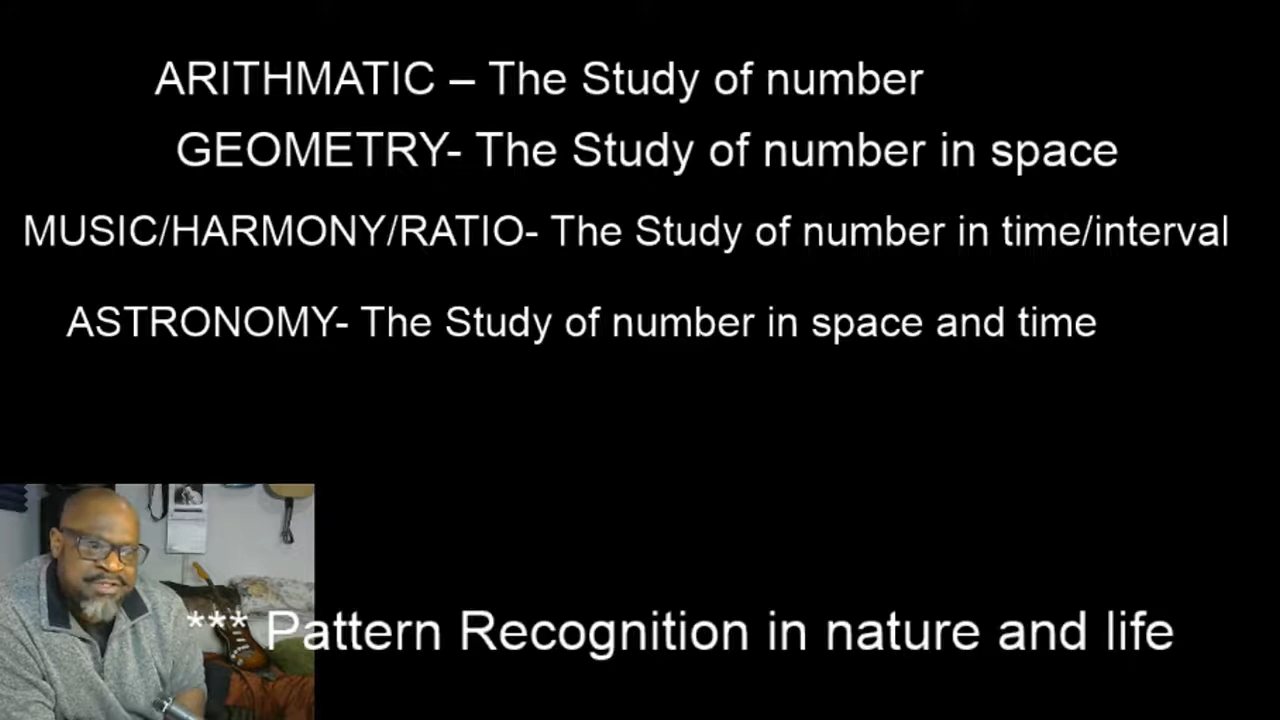 ARITHMATIC – The Study of number
GEOMETRY- The Study of number in space
MUSIC/HARMONY/RATIO- The Study of number in time/interval
ASTRONOMY- The Study of number in space and time
*** Pattern Recognition in nature and life